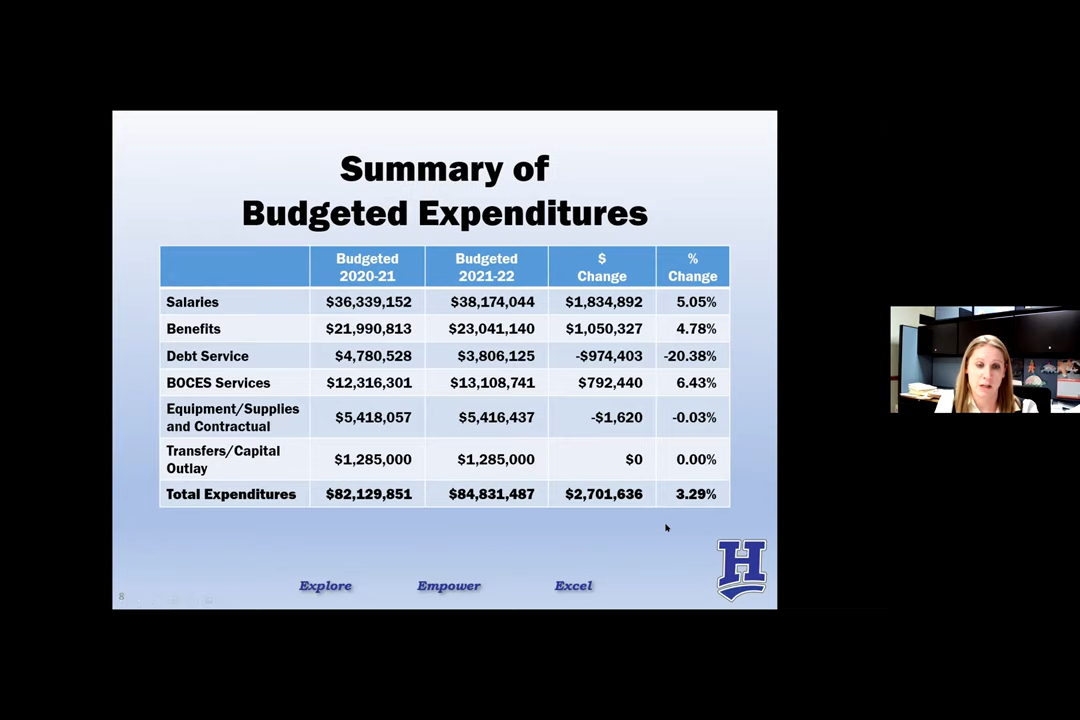 Summary of
Budgeted Expenditures
Budgeted 2020-21 Budgeted 2021-22 $ Change % Change
Salaries $36,339,152 $38,174,044 $1,834,892 5.05%
Benefits $21,990,813 $23,041,140 $1,050,327 4.78%
Debt Service $4,780,528 $3,806,125 -$974,403 -20.38%
BOCES Services $12,316,301 $13,108,741 $792,440 6.43%
Equipment/Supplies and Contractual $5,418,057 $5,416,437 -$1,620 -0.03%
Transfers/Capital Outlay $1,285,000 $1,285,000 $0 0.00%
Total Expenditures $82,129,851 $84,831,487 $2,701,636 3.29%
Explore Empower Excel
H
8